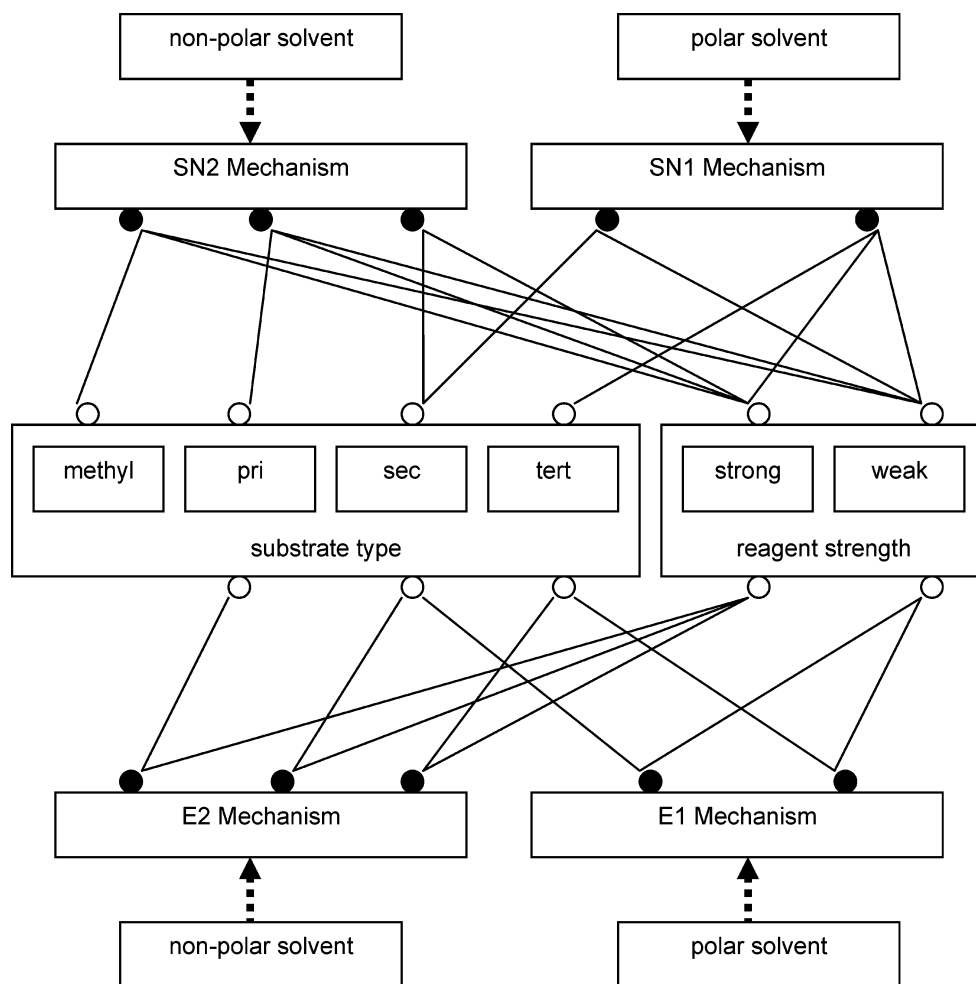 non-polar solvent
polar solvent
SN2 Mechanism
SN1 Mechanism
methyl
pri
sec
tert
strong
weak
substrate type
reagent strength
E2 Mechanism
E1 Mechanism
non-polar solvent
polar solvent